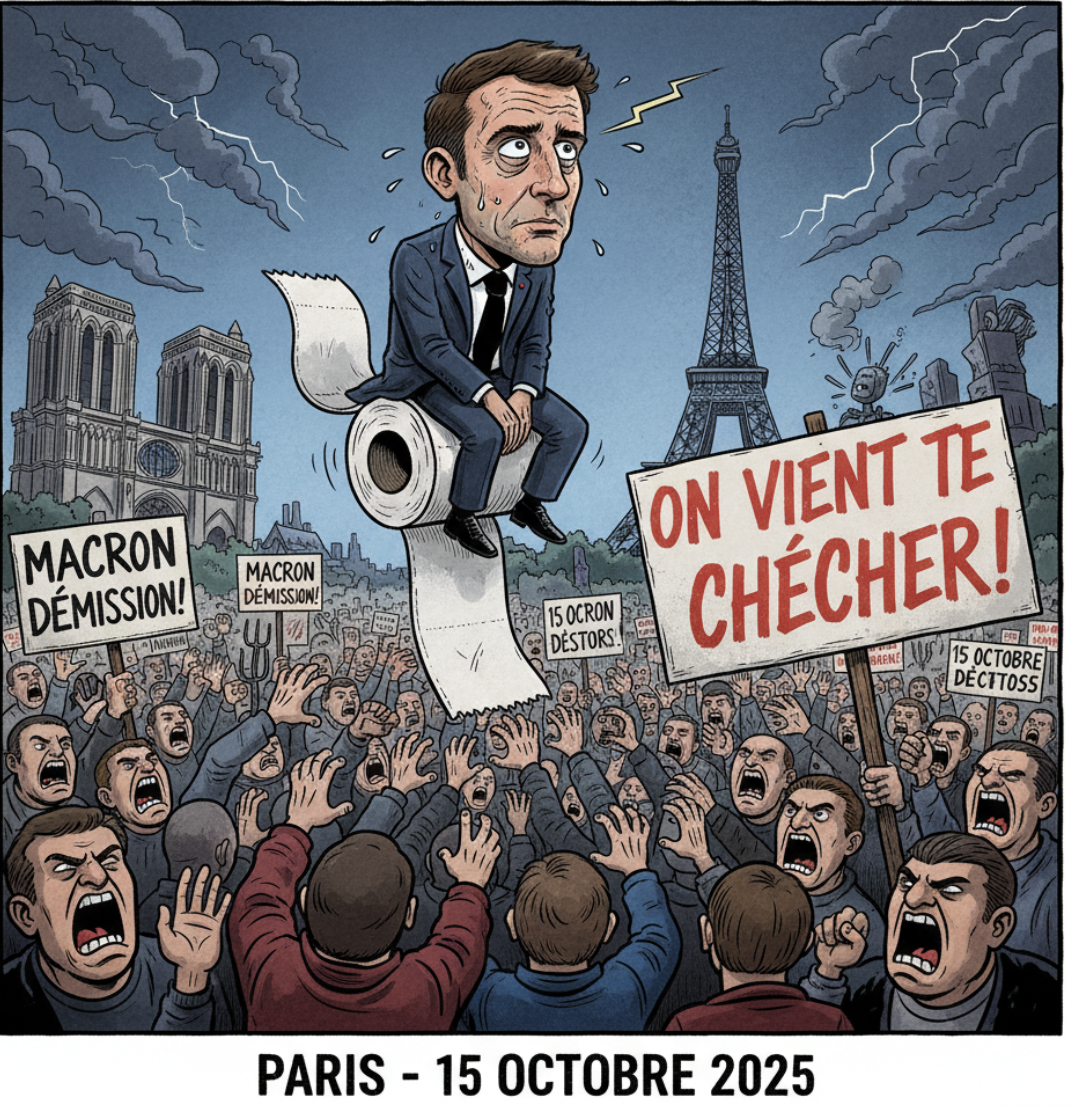 MACRON
DÉMISSION!
MACRON
DÉMISSION!
15 OCRON
DÉSTORS!
ON VIENT TE
CHÉCHER!
15 OCTOBRE
DÉCTTOSS
PARIS - 15 OCTOBRE 2025